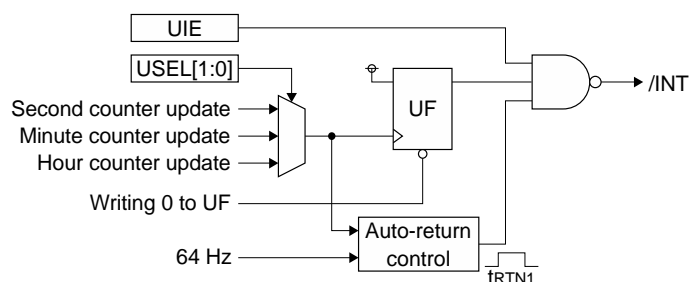 UIE
USEL[1:0]
Second counter update
Minute counter update
Hour counter update
Writing 0 to UF
64 Hz
UF
Auto-return
control
tRTN1
/INT